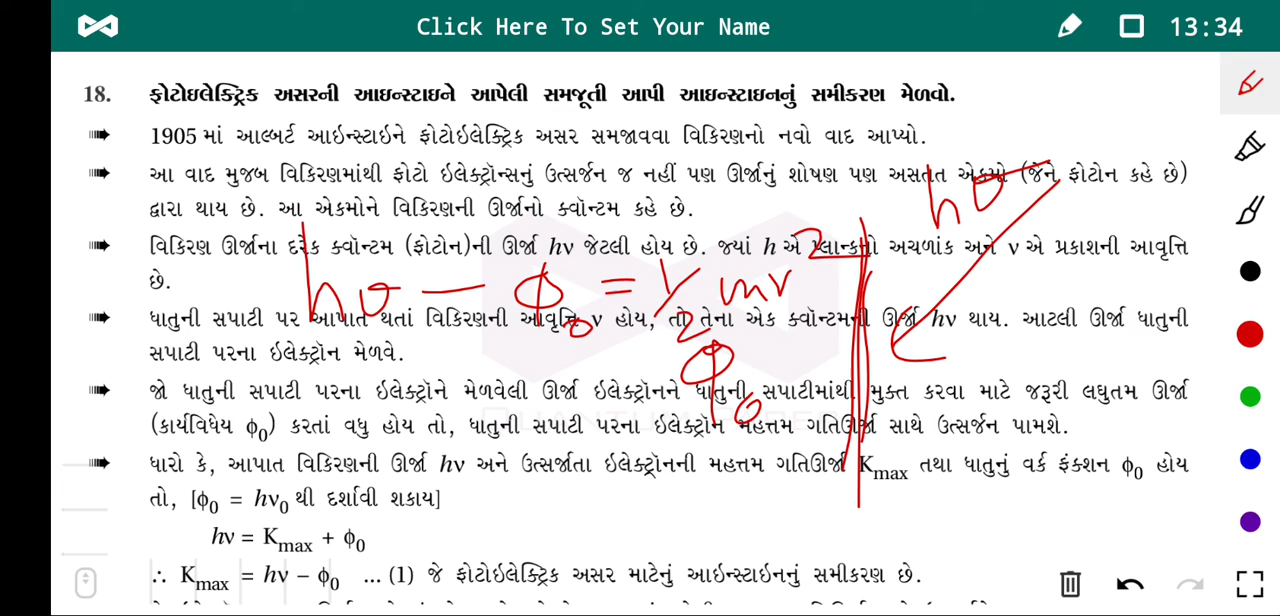 Click Here To Set Your Name
13:34
18. ફોટોઇલેક્ટ્રિક અસરની આઇન્સ્ટાઇને આપેલી સમજૂતી આપી આઇન્સ્ટાઇનનું સમીકરણ મેળવો.
1905 માં આલ્બર્ટ આઇન્સ્ટાઇને ફોટોઇલેક્ટ્રિક અસર સમજાવવા વિકિરણનો નવો વાદ આપ્યો.
આ વાદ મુજબ વિકિરણમાંથી ફોટો ઇલેક્ટ્રૉન્સનું ઉત્સર્જન જ નહીં પણ ઊર્જાનું શોષણ પણ અસતત એકમો (જેને ફોટોન કહે છે)
દ્વારા થાય છે. આ એકમોને વિકિરણની ઊર્જાનો ક્વૉન્ટમ કહે છે.
વિકિરણ ઊર્જાના દરેક ક્વૉન્ટમ (ફોટોન)ની ઊર્જા hν જેટલી હોય છે. જ્યાં h એ પ્લાન્કનો અચળાંક અને ν એ પ્રકાશની આવૃત્તિ
છે.
hυ − ϕ₀ = 1/2 mv²
hυ
ધાતુની સપાટી પર આપાત થતાં વિકિરણની આવૃત્તિ ν હોય, તો તેના એક ક્વૉન્ટમની ઊર્જા hν થાય. આટલી ઊર્જા ધાતુની
સપાટી પરના ઇલેક્ટ્રૉન મેળવે.
ϕ₀
જો ધાતુની સપાટી પરના ઇલેક્ટ્રૉને મેળવેલી ઊર્જા ઇલેક્ટ્રૉનને ધાતુની સપાટીમાંથી મુક્ત કરવા માટે જરૂરી લઘુતમ ઊર્જા
(કાર્યવિધેય ϕ₀) કરતાં વધુ હોય તો, ધાતુની સપાટી પરના ઇલેક્ટ્રૉન મહત્તમ ગતિઊર્જા સાથે ઉત્સર્જન પામશે.
ધારો કે, આપાત વિકિરણની ઊર્જા hν અને ઉત્સર્જાતા ઇલેક્ટ્રૉનની મહત્તમ ગતિઊર્જા Kmax તથા ધાતુનું વર્ક ફંક્શન ϕ₀ હોય
તો, [ϕ₀ = hν₀ થી દર્શાવી શકાય]
hν = Kmax + ϕ₀
∴ Kmax = hν − ϕ₀ ... (1) જે ફોટોઇલેક્ટ્રિક અસર માટેનું આઇન્સ્ટાઇનનું સમીકરણ છે.